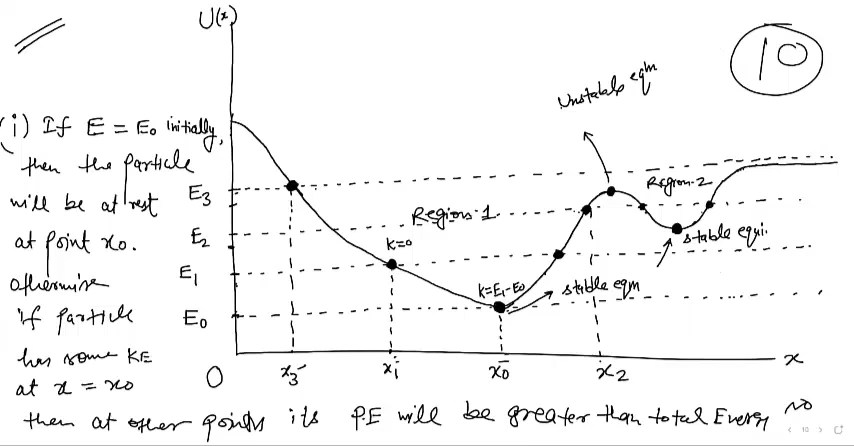 U(x)
10
Unstable eqm
(i) If E = E0 initially,
then the particle
will be at rest
at point x0.
otherwise
if particle
has some KE
at x = x0
then at other points its PE will be greater than total Energy No
E3
E2
E1
E0
Region-1
Region-2
K=0
K=E1-E0
stable eqm
stable equi.
O
x3
x1
x0
x2
x
< 10 >